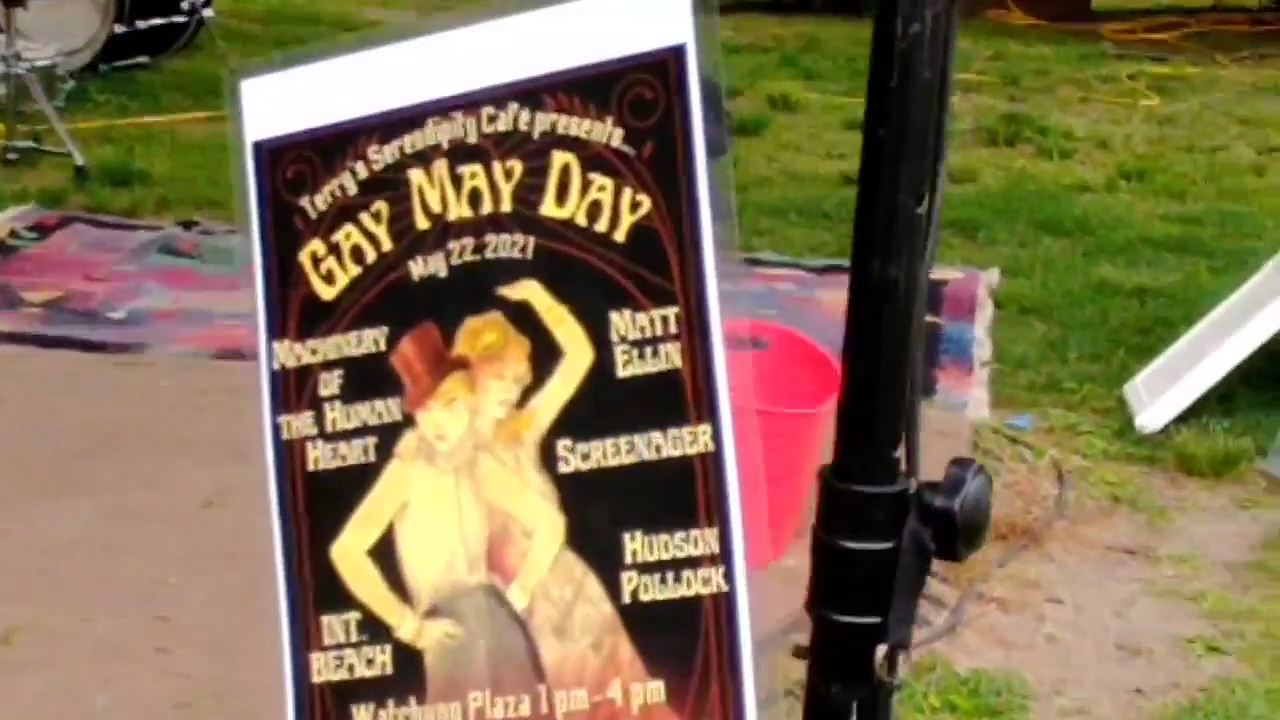 Terry's Serendipity Cafe presents...
GAY MAY DAY
May 22, 2021
MACHINERY
OF
THE HUMAN
HEART
MATT
ELLIN
SCREENAGER
HUDSON
POLLOCK
INT.
BEACH
Watchung Plaza 1 pm - 4 pm